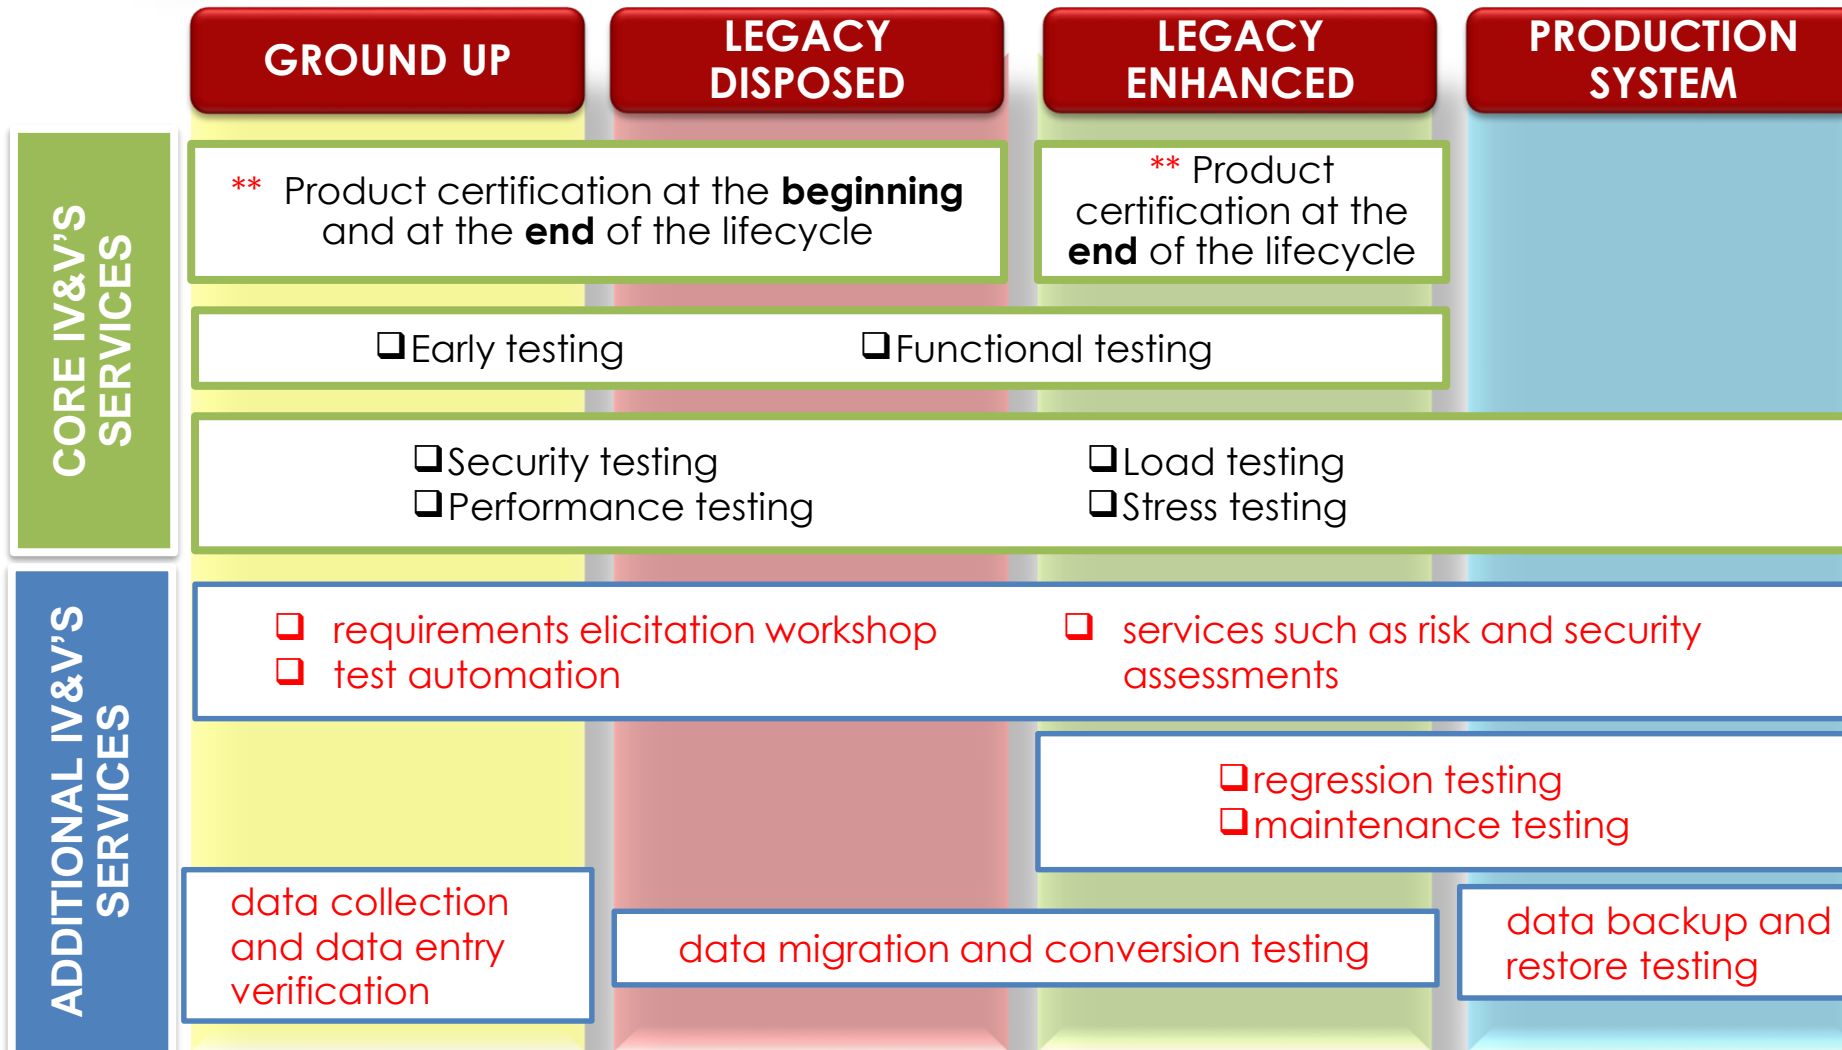 GROUND UP
LEGACY
DISPOSED
LEGACY
ENHANCED
PRODUCTION
SYSTEM
CORE IV&V'S
SERVICES
** Product certification at the beginning
and at the end of the lifecycle
** Product
certification at the
end of the lifecycle
❑Early testing
❑Functional testing
❑Security testing
❑Performance testing
❑Load testing
❑Stress testing
ADDITIONAL IV&V'S
SERVICES
❑ requirements elicitation workshop
❑ test automation
❑ services such as risk and security
assessments
❑regression testing
❑maintenance testing
data collection
and data entry
verification
data migration and conversion testing
data backup and
restore testing